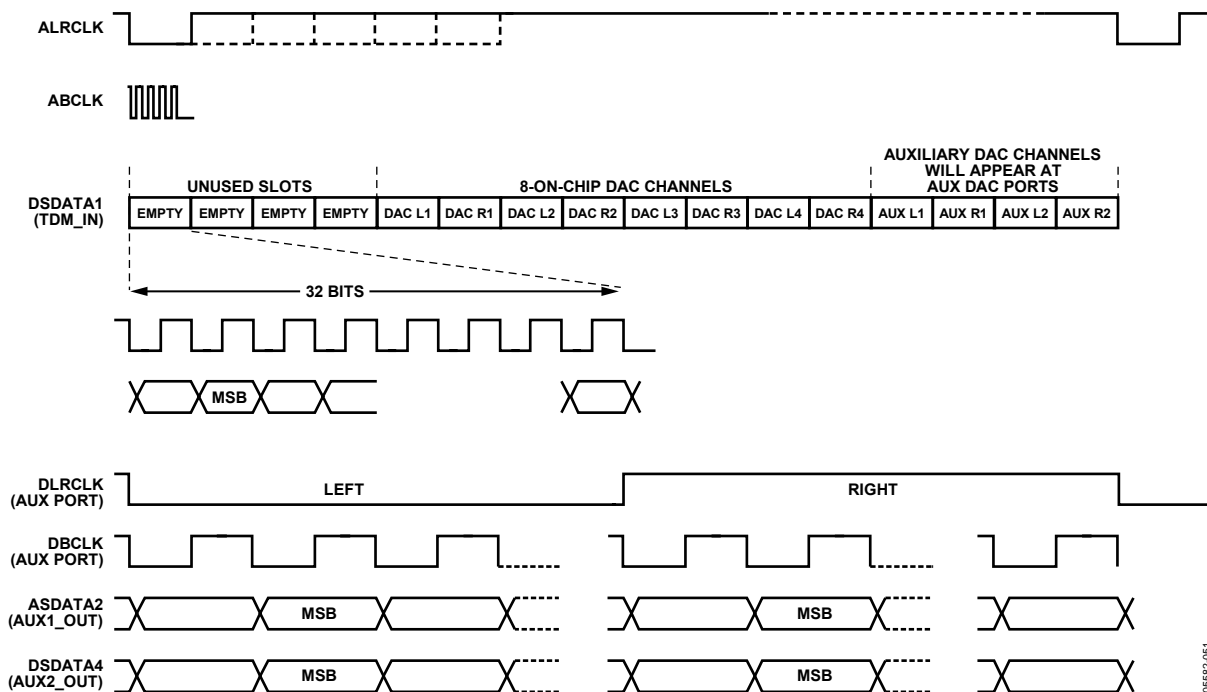 ALRCLK
ABCLK
AUXILIARY DAC CHANNELS
WILL APPEAR AT
AUX DAC PORTS
UNUSED SLOTS
8-ON-CHIP DAC CHANNELS
DSDATA1
(TDM_IN)
EMPTY EMPTY EMPTY EMPTY DAC L1 DAC R1 DAC L2 DAC R2 DAC L3 DAC R3 DAC L4 DAC R4 AUX L1 AUX R1 AUX L2 AUX R2
32 BITS
MSB
DLRCLK
(AUX PORT)
LEFT
RIGHT
DBCLK
(AUX PORT)
ASDATA2
(AUX1_OUT)
MSB
MSB
DSDATA4
(AUX2_OUT)
MSB
MSB
05582-051